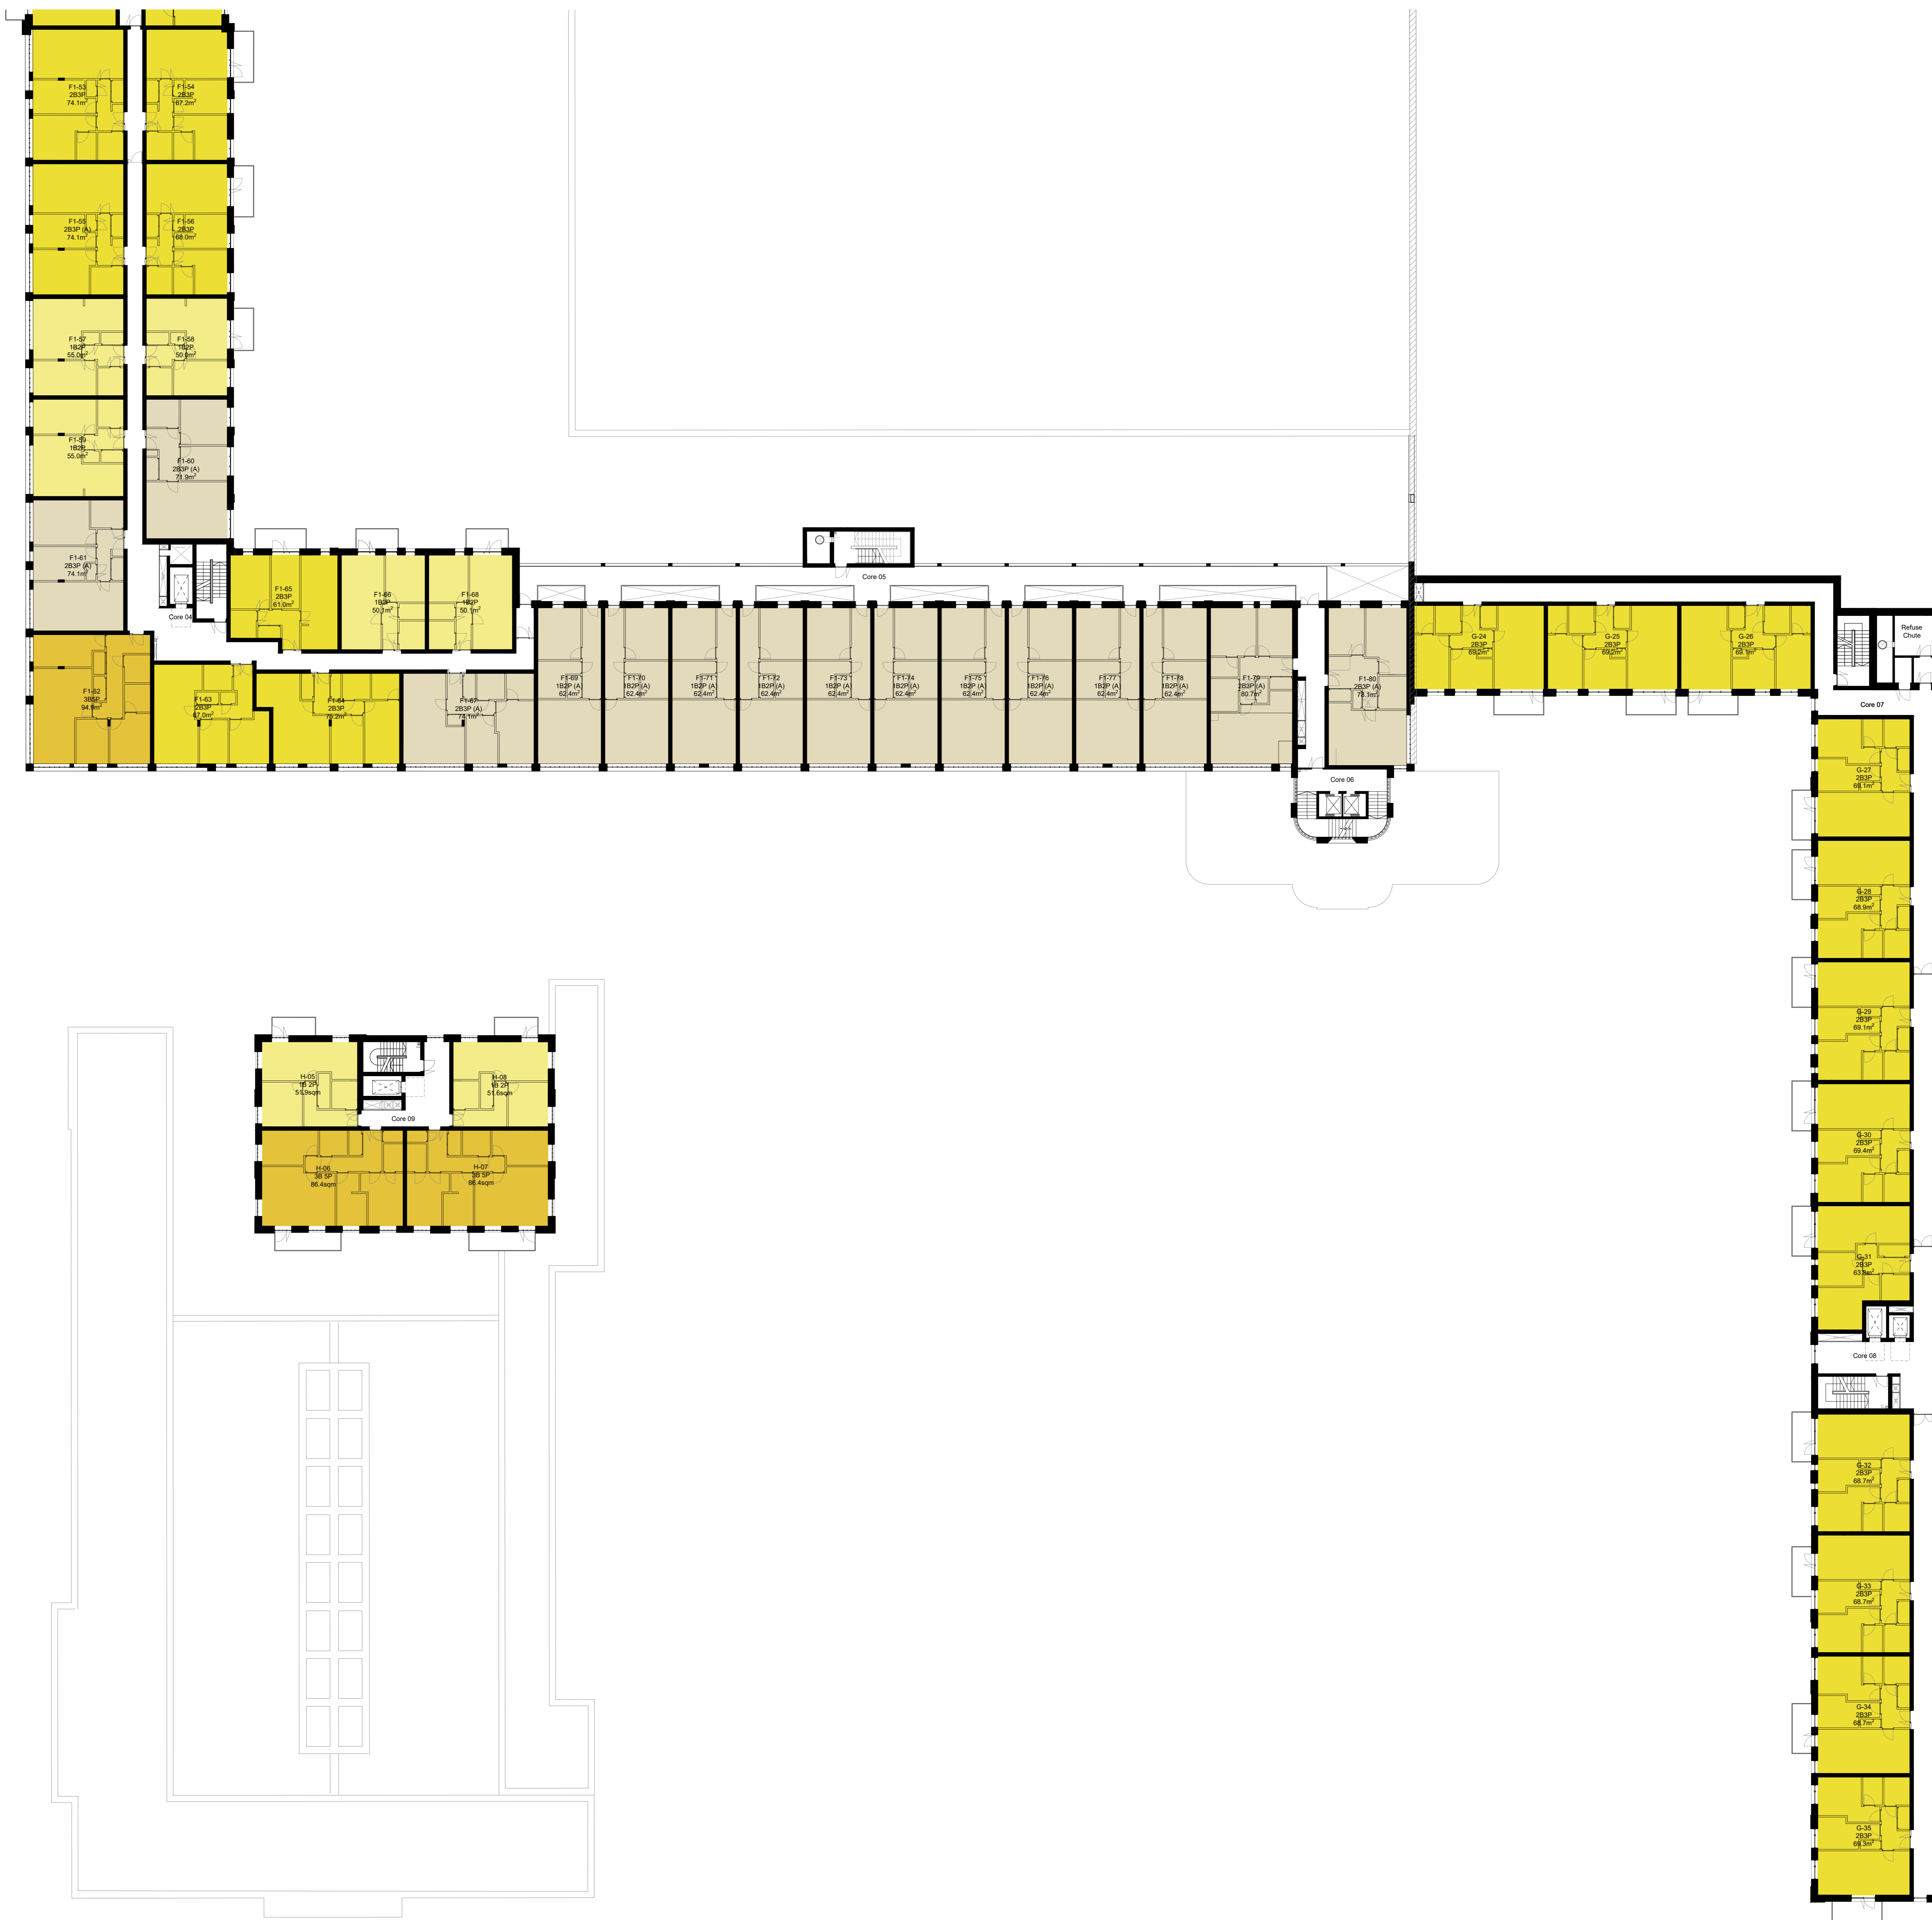 F1-53
2B3P
74.1m²
F1-54
2B3P
67.2m²
F1-55
2B3P (A)
74.1m²
F1-56
2B3P
68.0m²
F1-57
1B2P
55.0m²
F1-58
1B2P
50.0m²
F1-59
1B2P
55.0m²
F1-60
2B3P (A)
71.9m²
F1-61
2B3P (A)
74.1m²
Core 04
F1-65
2B3P
61.0m²
F1-66
1B2P
50.1m²
F1-68
1B2P
50.1m²
Core 05
F1-62
3B5P
94.9m²
F1-63
2B3P
67.0m²
F1-64
2B3P
F1-67
2B3P (A)
74.1m²
F1-69
1B2P (A)
62.4m²
F1-70
1B2P (A)
62.4m²
F1-71
1B2P (A)
62.4m²
F1-72
1B2P (A)
62.4m²
F1-73
1B2P (A)
62.4m²
F1-74
1B2P (A)
62.4m²
F1-75
1B2P (A)
62.4m²
F1-76
1B2P (A)
62.4m²
F1-77
1B2P (A)
62.4m²
F1-78
1B2P (A)
62.4m²
F1-79
2B3P (A)
80.7m²
F1-80
2B3P (A)
78.1m²
Core 06
G-24
2B3P
69.2m²
G-25
2B3P
69.2m²
G-26
2B3P
69.1m²
Refuse
Chute
Core 07
G-27
2B3P
69.1m²
G-28
2B3P
68.9m²
G-29
2B3P
69.1m²
G-30
2B3P
69.4m²
G-31
2B3P
63.8m²
Core 08
G-32
2B3P
68.7m²
G-33
2B3P
68.7m²
G-34
2B3P
68.7m²
G-35
2B3P
69.3m²
H-05
1B 2P
51.9sqm
H-08
1B 2P
51.6sqm
Core 09
H-06
3B 5P
86.4sqm
H-07
3B 5P
86.4sqm